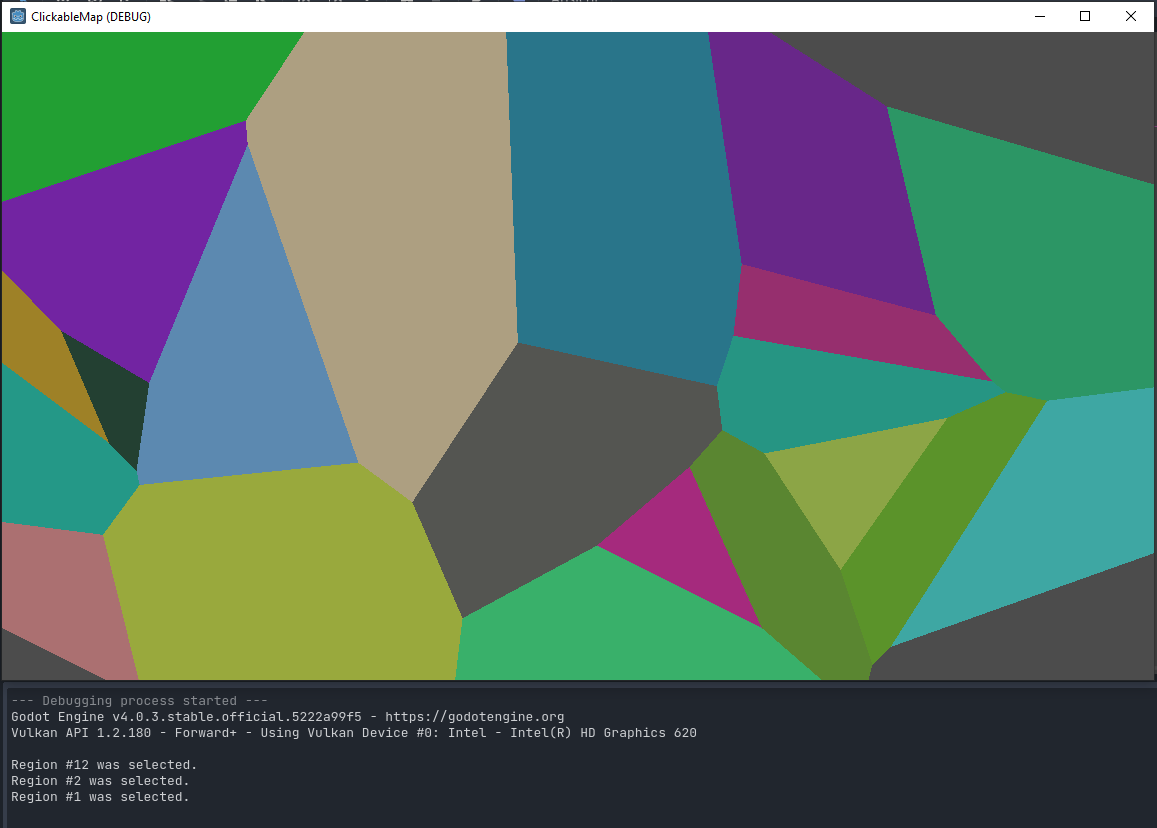 ClickableMap (DEBUG)
--- Debugging process started ---
Godot Engine v4.0.3.stable.official.5222a99f5 - https://godotengine.org
Vulkan API 1.2.180 - Forward+ - Using Vulkan Device #0: Intel - Intel(R) HD Graphics 620
Region #12 was selected.
Region #2 was selected.
Region #1 was selected.